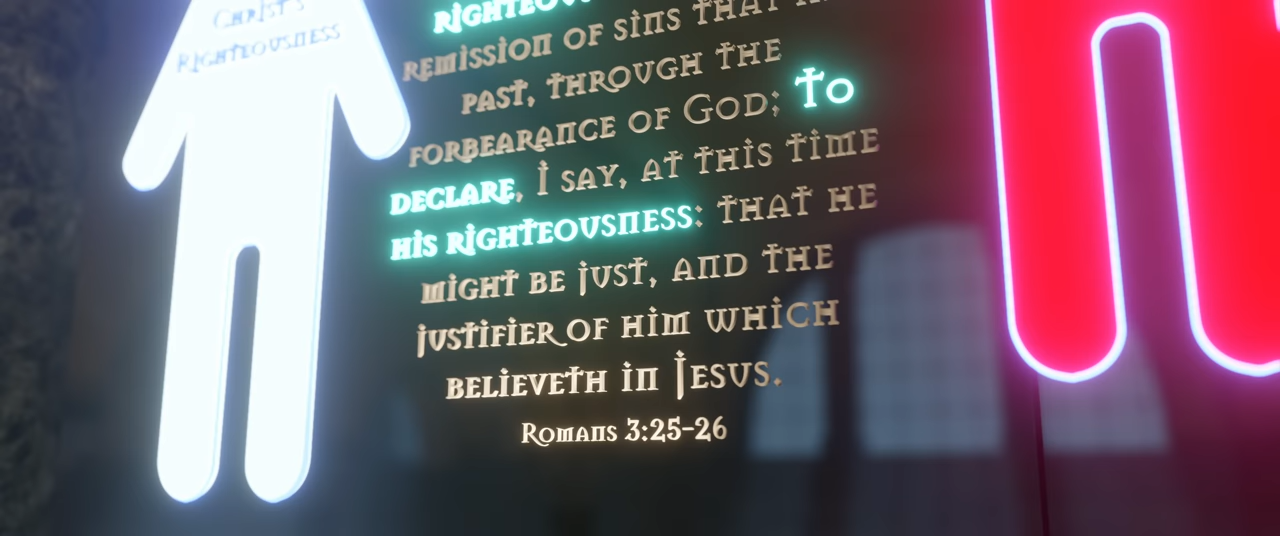 Christ's
Righteousness
righteous
remission of sins that
past, through the
forbearance of God; To
declare, I say, at this time
his righteousness: that he
might be just, and the
justifier of him which
believeth in Jesus.
Romans 3:25-26